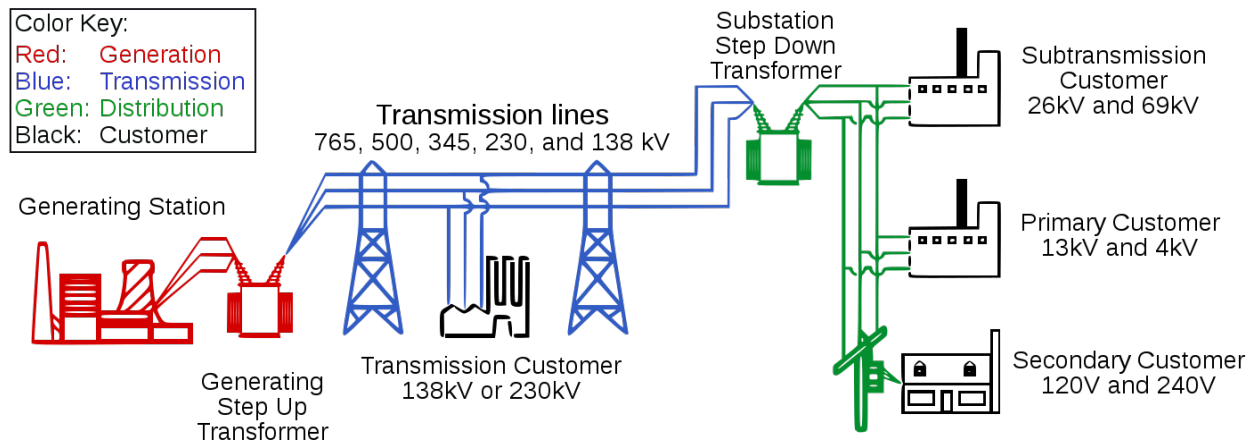 Color Key:
Red: Generation
Blue: Transmission
Green: Distribution
Black: Customer
Generating Station
Generating
Step Up
Transformer
Transmission lines
765, 500, 345, 230, and 138 kV
Transmission Customer
138kV or 230kV
Substation
Step Down
Transformer
Subtransmission
Customer
26kV and 69kV
Primary Customer
13kV and 4kV
Secondary Customer
120V and 240V